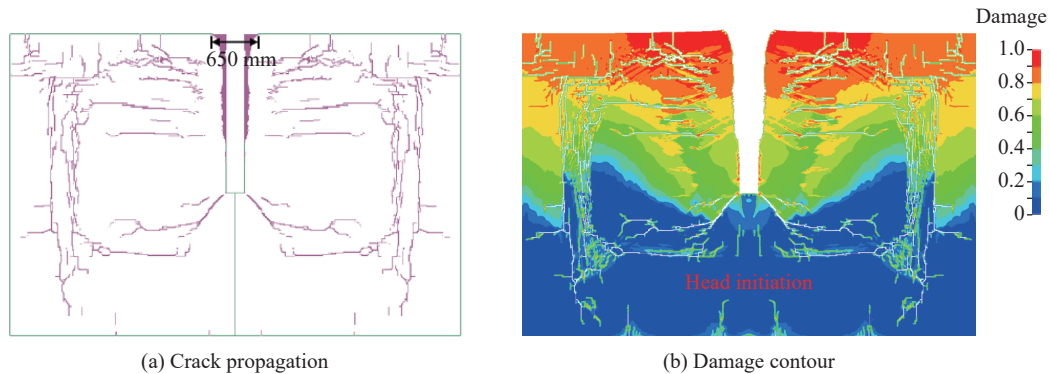 650 mm
(a) Crack propagation
Damage
1.0
0.8
0.6
0.4
0.2
0
Head initiation
(b) Damage contour